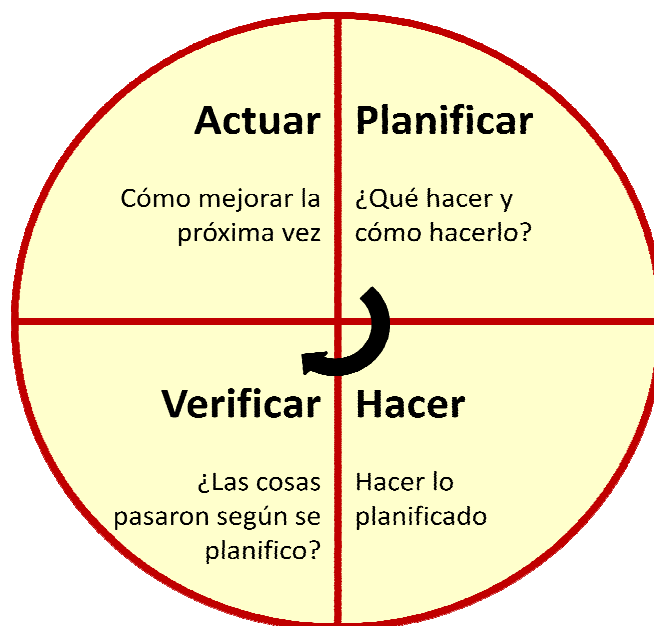 Actuar
Cómo mejorar la
próxima vez
Planificar
¿Qué hacer y
cómo hacerlo?
Verificar
¿Las cosas
pasaron según se
planifico?
Hacer
Hacer lo
planificado